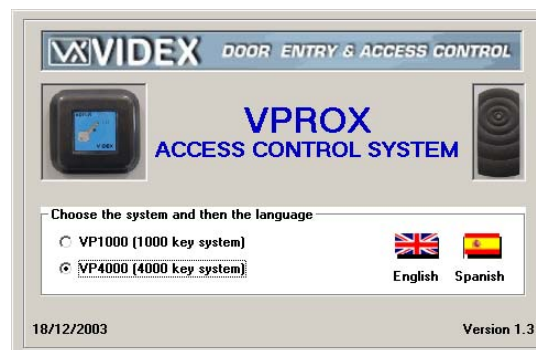 VIDEX DOOR ENTRY & ACCESS CONTROL
VPROX
ACCESS CONTROL SYSTEM
Choose the system and then the language
VP1000 (1000 key system)
VP4000 (4000 key system)
English Spanish
18/12/2003 Version 1.3